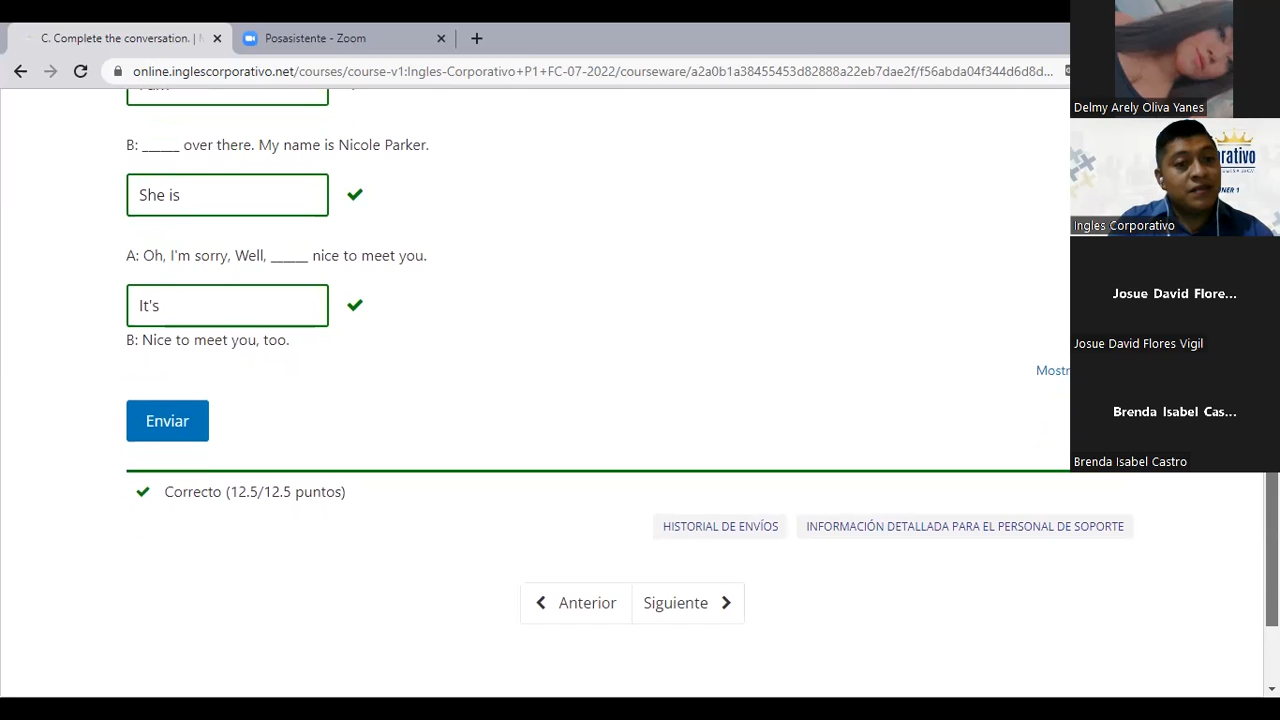 C. Complete the conversation. |
Posasistente - Zoom
online.inglescorporativo.net/courses/course-v1:Ingles-Corporativo+P1+FC-07-2022/courseware/a2a0b1a38455453d82888a22eb7dae2f/f56abda04f344d6d8d...
B: ______ over there. My name is Nicole Parker.
She is
A: Oh, I'm sorry, Well, ______ nice to meet you.
It's
B: Nice to meet you, too.
Mostr
Enviar
Correcto (12.5/12.5 puntos)
HISTORIAL DE ENVÍOS
INFORMACIÓN DETALLADA PARA EL PERSONAL DE SOPORTE
Anterior
Siguiente
Delmy Arely Oliva Yanes
Ingles Corporativo
Josue David Flore...
Josue David Flores Vigil
Brenda Isabel Cas...
Brenda Isabel Castro